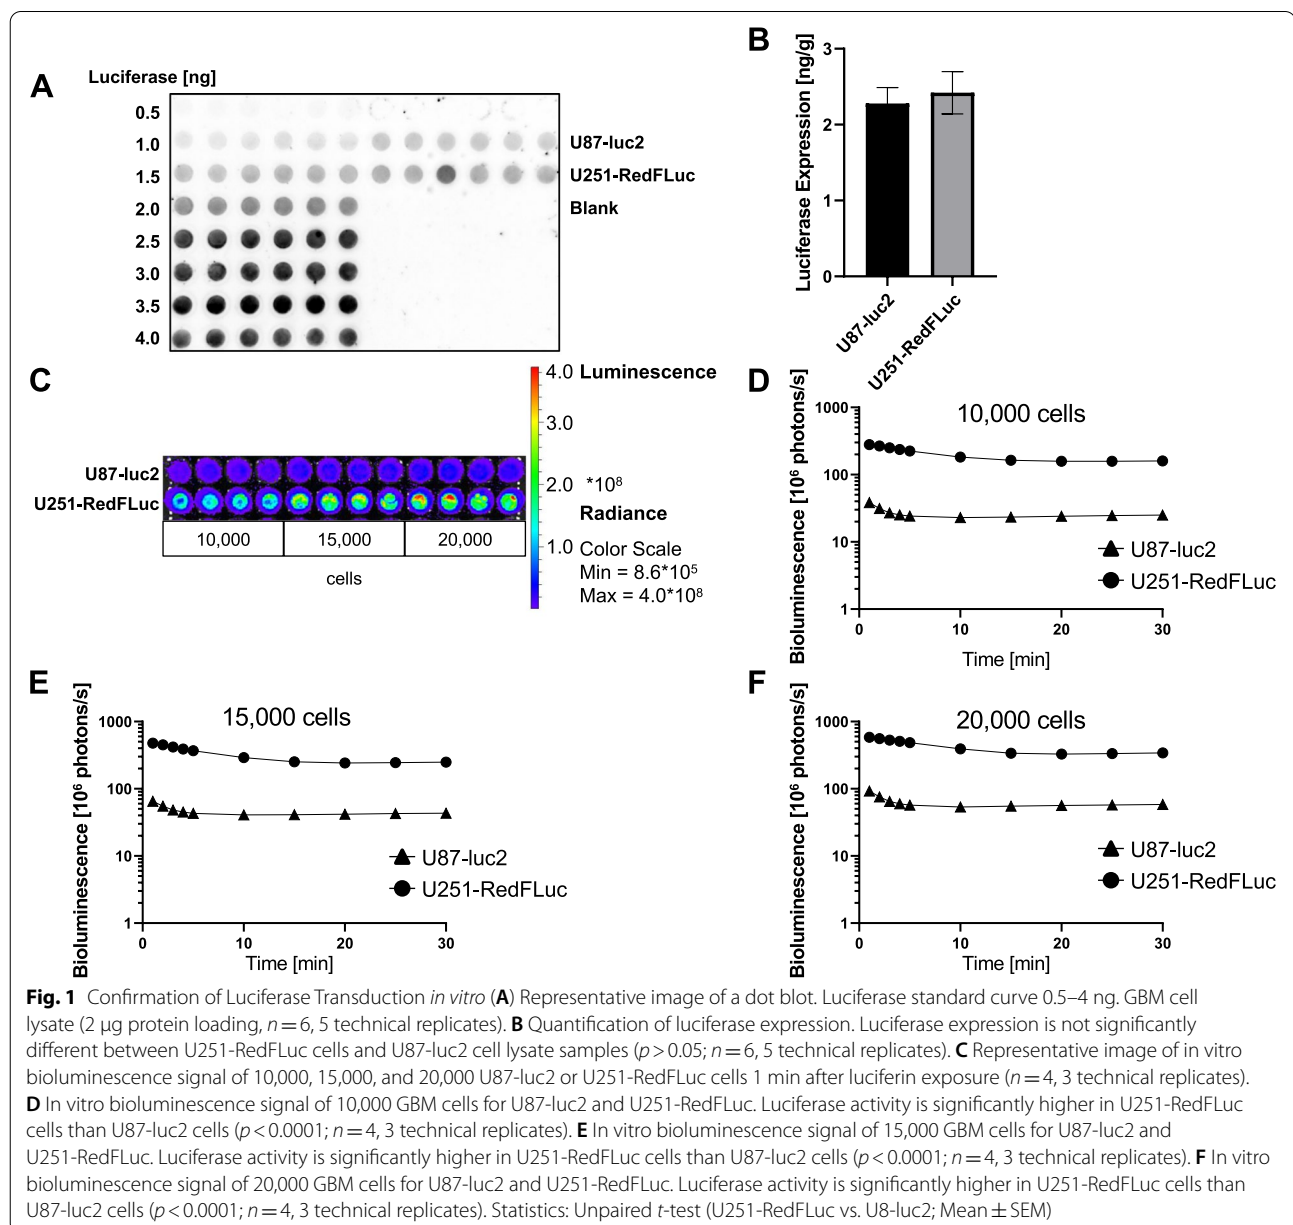 A
Luciferase [ng]
0.5
1.0
1.5
2.0
2.5
3.0
3.5
4.0
U87-luc2
U251-RedFLuc
Blank
B
Luciferase Expression [ng/g]
3
2
1
0
U87-luc2
U251-RedFLuc
C
U87-luc2
U251-RedFLuc
10,000
15,000
20,000
cells
4.0
3.0
2.0
1.0
Luminescence
*10⁸
Radiance
Color Scale
Min = 8.6*10⁵
Max = 4.0*10⁸
D
10,000 cells
Bioluminescence [10⁶ photons/s]
1000
100
10
1
0
10
20
30
Time [min]
U87-luc2
U251-RedFLuc
E
15,000 cells
Bioluminescence [10⁶ photons/s]
1000
100
10
1
0
10
20
30
Time [min]
U87-luc2
U251-RedFLuc
F
20,000 cells
Bioluminescence [10⁶ photons/s]
1000
100
10
1
0
10
20
30
Time [min]
U87-luc2
U251-RedFLuc
Fig. 1 Confirmation of Luciferase Transduction in vitro (A) Representative image of a dot blot. Luciferase standard curve 0.5–4 ng. GBM cell
lysate (2 μg protein loading, n = 6, 5 technical replicates). B Quantification of luciferase expression. Luciferase expression is not significantly
different between U251-RedFLuc cells and U87-luc2 cell lysate samples (p > 0.05; n = 6, 5 technical replicates). C Representative image of in vitro
bioluminescence signal of 10,000, 15,000, and 20,000 U87-luc2 or U251-RedFLuc cells 1 min after luciferin exposure (n = 4, 3 technical replicates).
D In vitro bioluminescence signal of 10,000 GBM cells for U87-luc2 and U251-RedFLuc. Luciferase activity is significantly higher in U251-RedFLuc
cells than U87-luc2 cells (p < 0.0001; n = 4, 3 technical replicates). E In vitro bioluminescence signal of 15,000 GBM cells for U87-luc2 and
U251-RedFLuc. Luciferase activity is significantly higher in U251-RedFLuc cells than U87-luc2 cells (p < 0.0001; n = 4, 3 technical replicates). F In vitro
bioluminescence signal of 20,000 GBM cells for U87-luc2 and U251-RedFLuc. Luciferase activity is significantly higher in U251-RedFLuc cells than
U87-luc2 cells (p < 0.0001; n = 4, 3 technical replicates). Statistics: Unpaired t-test (U251-RedFLuc vs. U8-luc2; Mean ± SEM)